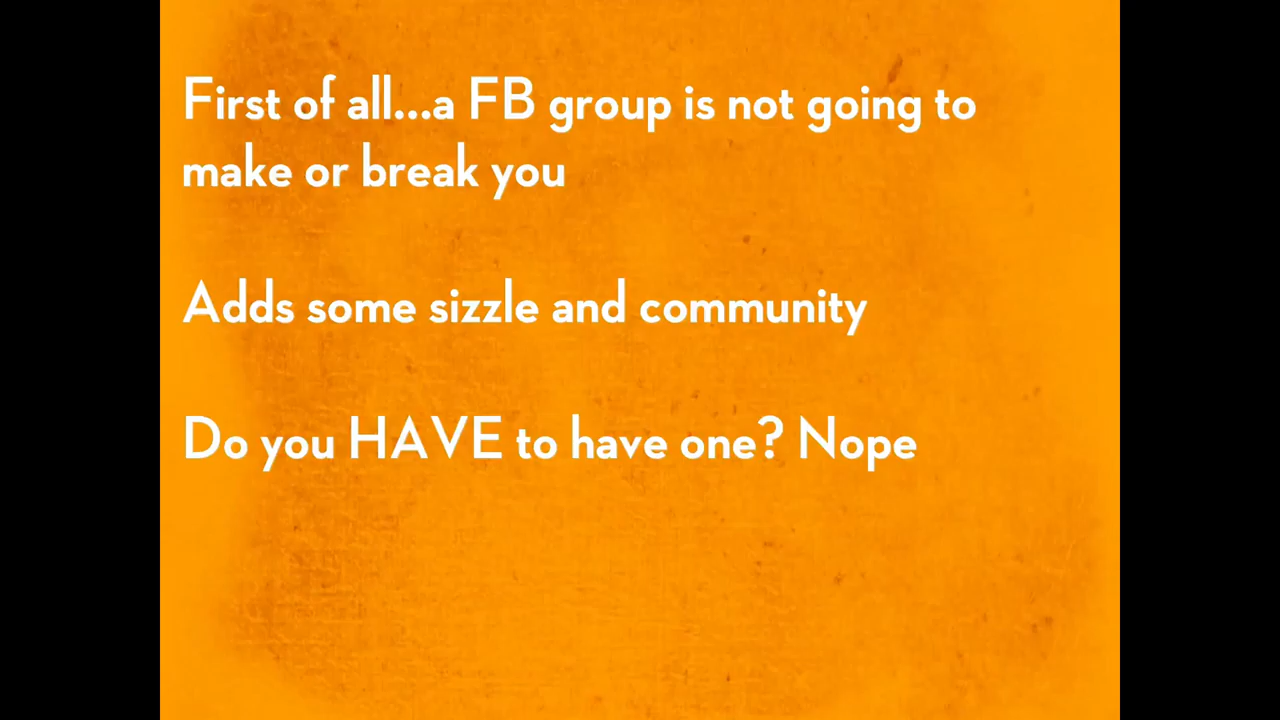 First of all...a FB group is not going to
make or break you
Adds some sizzle and community
Do you HAVE to have one? Nope